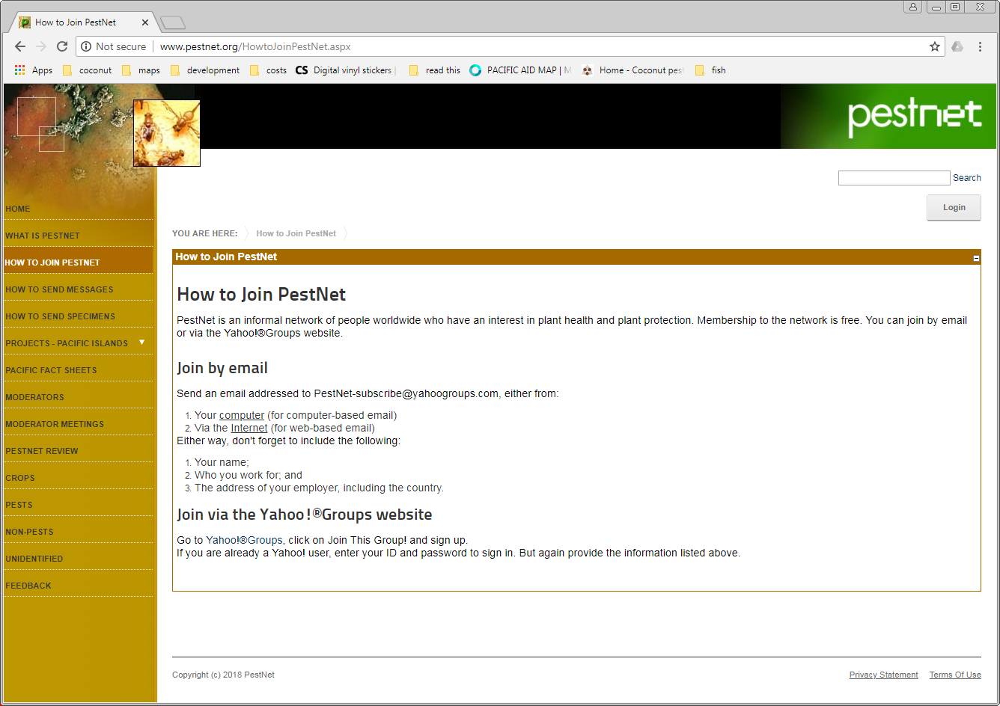 How to Join PestNet
Not secure | www.pestnet.org/HowtoJoinPestNet.aspx
Apps coconut maps development costs CS Digital vinyl stickers | read this PACIFIC AID MAP | M Home - Coconut pest fish
pestnet
Search
Login
HOME
WHAT IS PESTNET
HOW TO JOIN PESTNET
HOW TO SEND MESSAGES
HOW TO SEND SPECIMENS
PROJECTS - PACIFIC ISLANDS
PACIFIC FACT SHEETS
MODERATORS
MODERATOR MEETINGS
PESTNET REVIEW
CROPS
PESTS
NON-PESTS
UNIDENTIFIED
FEEDBACK
YOU ARE HERE: How to Join PestNet
How to Join PestNet
How to Join PestNet
PestNet is an informal network of people worldwide who have an interest in plant health and plant protection. Membership to the network is free. You can join by email
or via the Yahoo!®Groups website.
Join by email
Send an email addressed to PestNet-subscribe@yahoogroups.com, either from:
1. Your computer (for computer-based email)
2. Via the Internet (for web-based email)
Either way, don't forget to include the following:
1. Your name;
2. Who you work for; and
3. The address of your employer, including the country.
Join via the Yahoo!®Groups website
Go to Yahoo!®Groups, click on Join This Group! and sign up.
If you are already a Yahoo! user, enter your ID and password to sign in. But again provide the information listed above.
Copyright (c) 2018 PestNet
Privacy Statement Terms Of Use